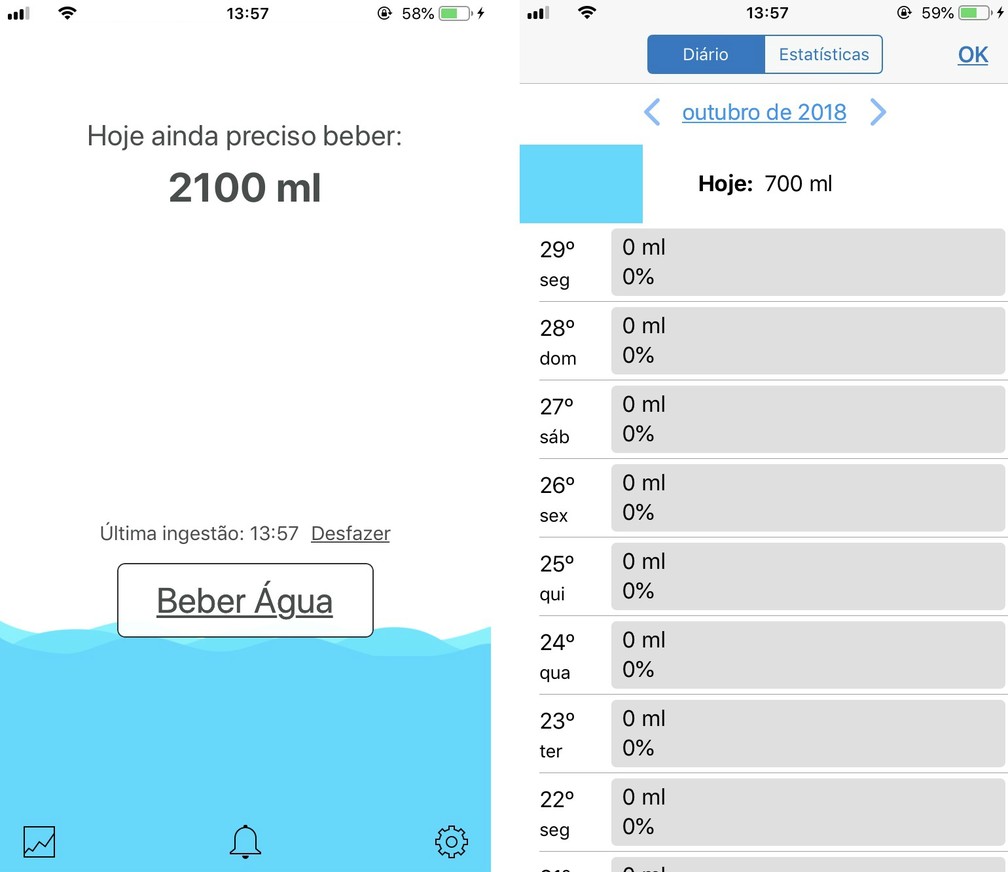 13:57
58%
Hoje ainda preciso beber:
2100 ml
Última ingestão: 13:57 Desfazer
Beber Água
13:57
59%
Diário
Estatísticas
OK
outubro de 2018
Hoje: 700 ml
29º
seg
0 ml
0%
28º
dom
0 ml
0%
27º
sáb
0 ml
0%
26º
sex
0 ml
0%
25º
qui
0 ml
0%
24º
qua
0 ml
0%
23º
ter
0 ml
0%
22º
seg
0 ml
0%